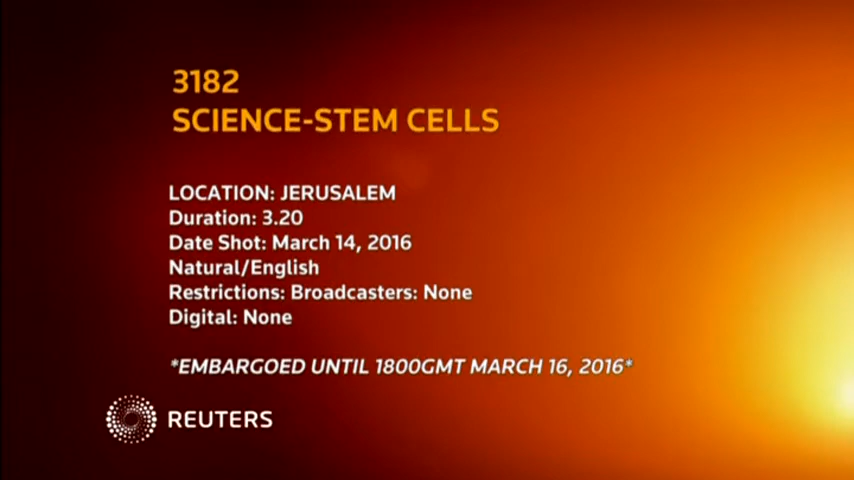 3182
SCIENCE-STEM CELLS
LOCATION: JERUSALEM
Duration: 3.20
Date Shot: March 14, 2016
Natural/English
Restrictions: Broadcasters: None
Digital: None
*EMBARGOED UNTIL 1800GMT MARCH 16, 2016*
REUTERS